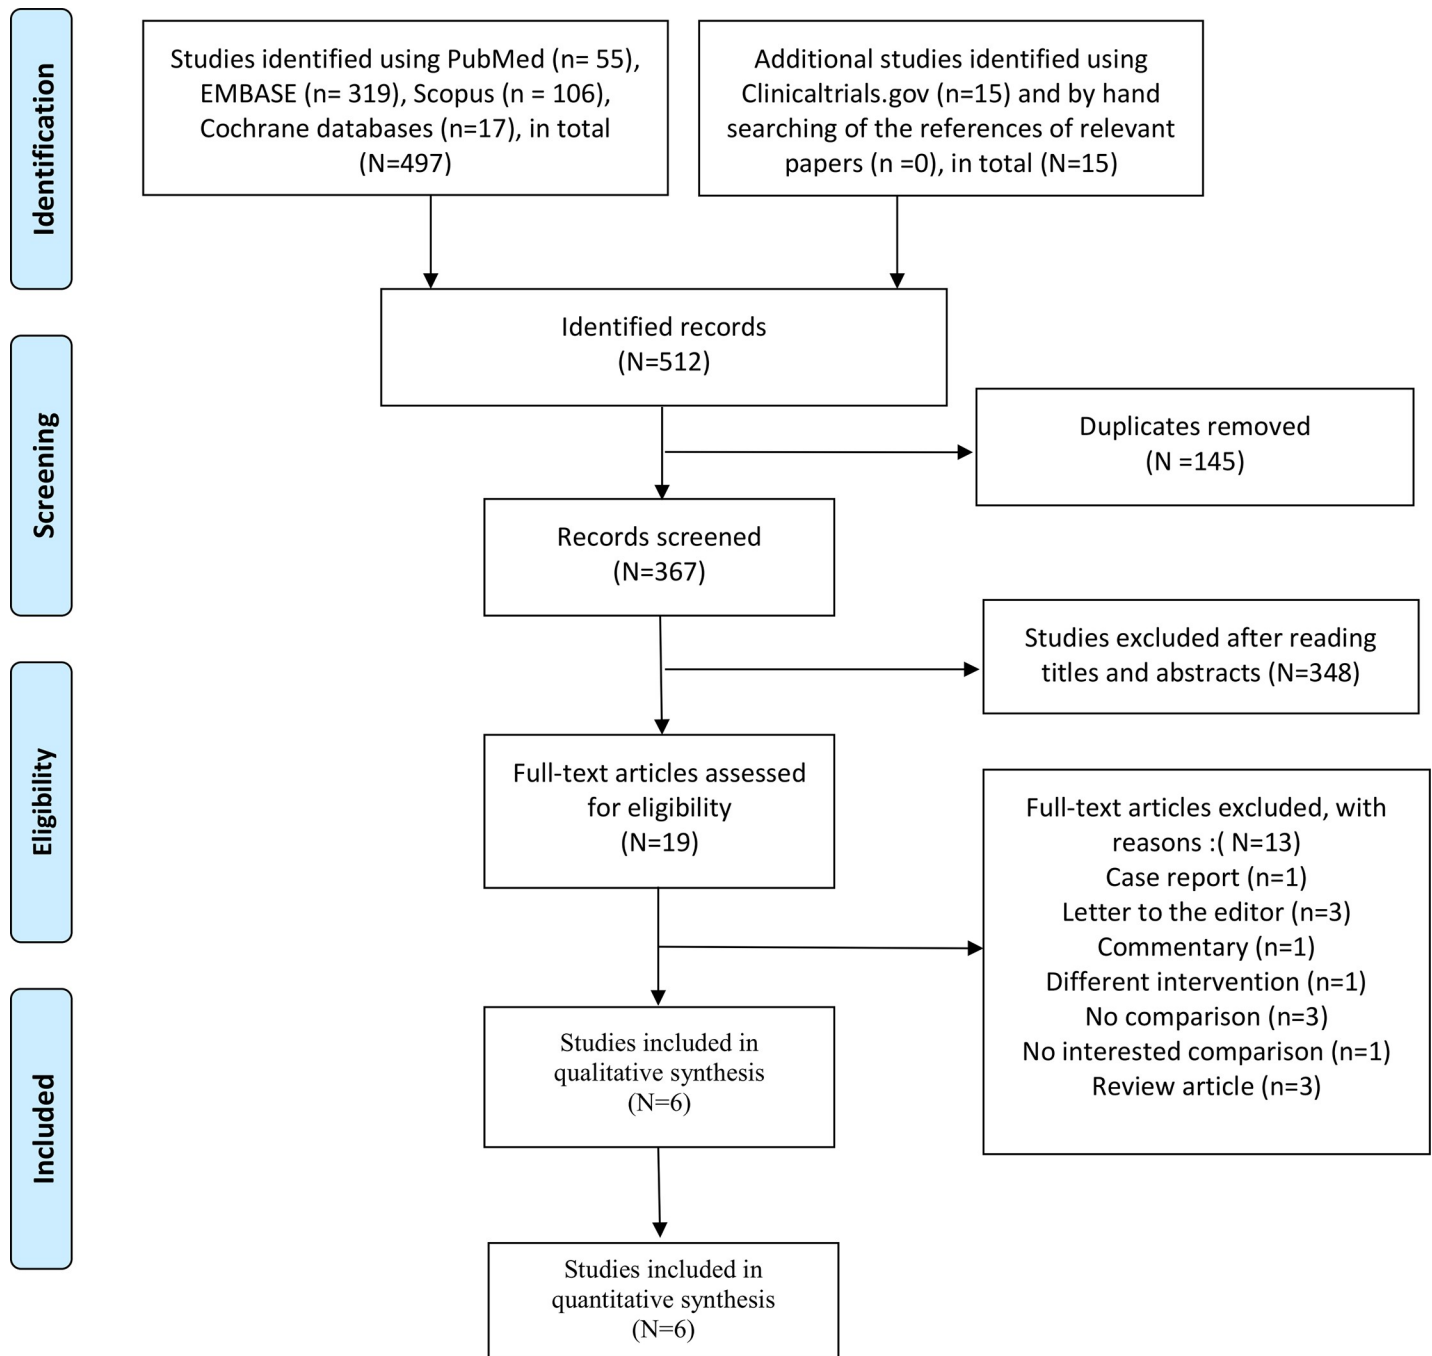 Identification
Studies identified using PubMed (n= 55),
EMBASE (n= 319), Scopus (n = 106),
Cochrane databases (n=17), in total
(N=497)
Additional studies identified using
Clinicaltrials.gov (n=15) and by hand
searching of the references of relevant
papers (n =0), in total (N=15)
Identified records
(N=512)
Screening
Duplicates removed
(N =145)
Records screened
(N=367)
Studies excluded after reading
titles and abstracts (N=348)
Eligibility
Full-text articles assessed
for eligibility
(N=19)
Full-text articles excluded, with
reasons :( N=13)
Case report (n=1)
Letter to the editor (n=3)
Commentary (n=1)
Different intervention (n=1)
No comparison (n=3)
No interested comparison (n=1)
Review article (n=3)
Included
Studies included in
qualitative synthesis
(N=6)
Studies included in
quantitative synthesis
(N=6)